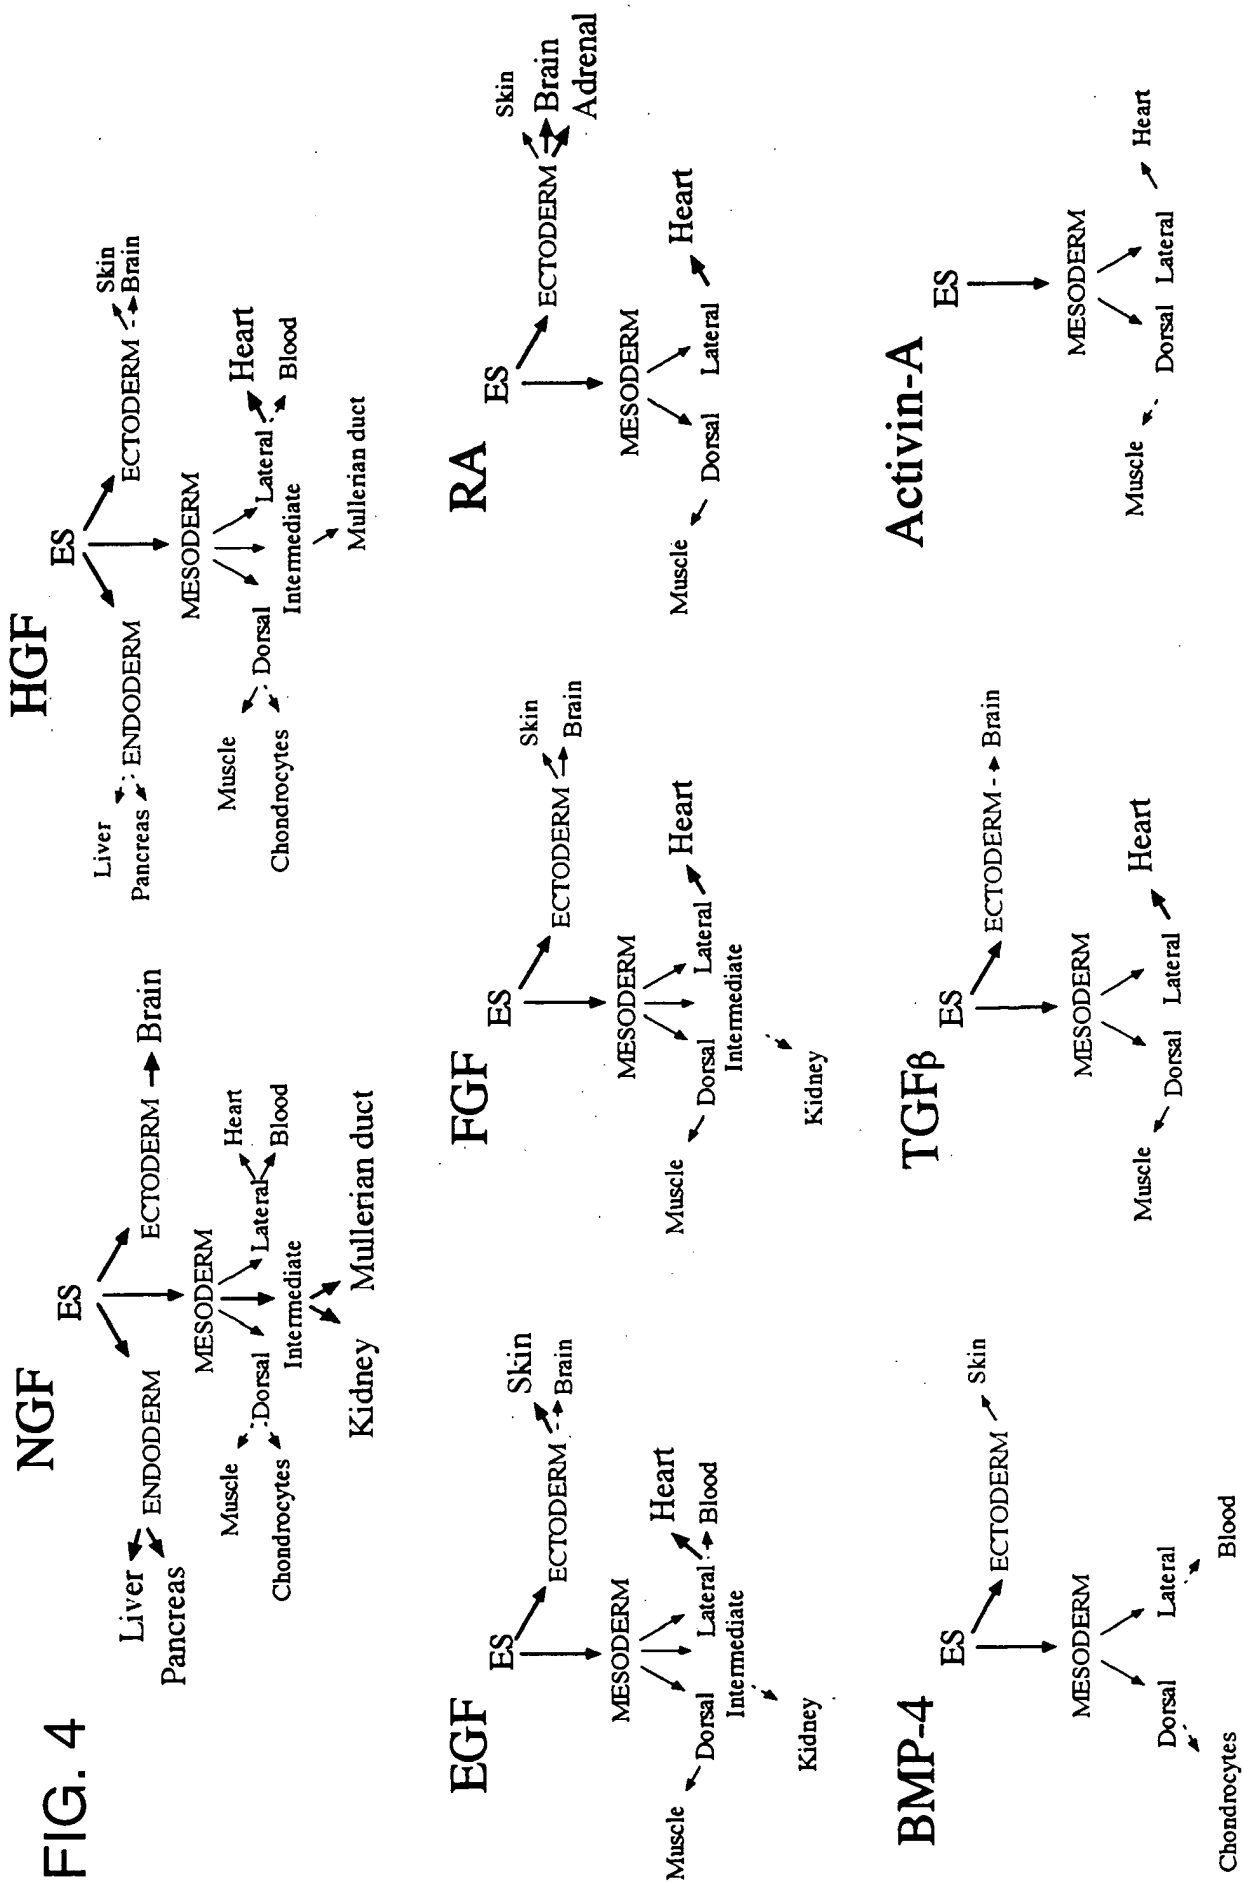 FIG. 4
NGF
ES
ENDODERM
ECTODERM
Brain
Liver
Pancreas
MESODERM
Dorsal
Lateral
Intermediate
Muscle
Chondrocytes
Heart
Blood
Kidney
Mullerian duct
HGF
ES
ENDODERM
ECTODERM
Liver
Pancreas
Skin
Brain
MESODERM
Dorsal
Lateral
Intermediate
Muscle
Chondrocytes
Heart
Blood
Mullerian duct
EGF
ES
ECTODERM
Skin
Brain
MESODERM
Dorsal
Lateral
Intermediate
Muscle
Heart
Blood
Kidney
FGF
ES
ECTODERM
Skin
Brain
MESODERM
Dorsal
Lateral
Intermediate
Muscle
Heart
Kidney
RA
ES
ECTODERM
Skin
Brain
Adrenal
MESODERM
Dorsal
Lateral
Muscle
Heart
BMP-4
ES
ECTODERM
Skin
MESODERM
Dorsal
Lateral
Chondrocytes
Blood
TGFβ
ES
ECTODERM
Brain
MESODERM
Dorsal
Lateral
Muscle
Heart
Activin-A
ES
MESODERM
Dorsal
Lateral
Muscle
Heart